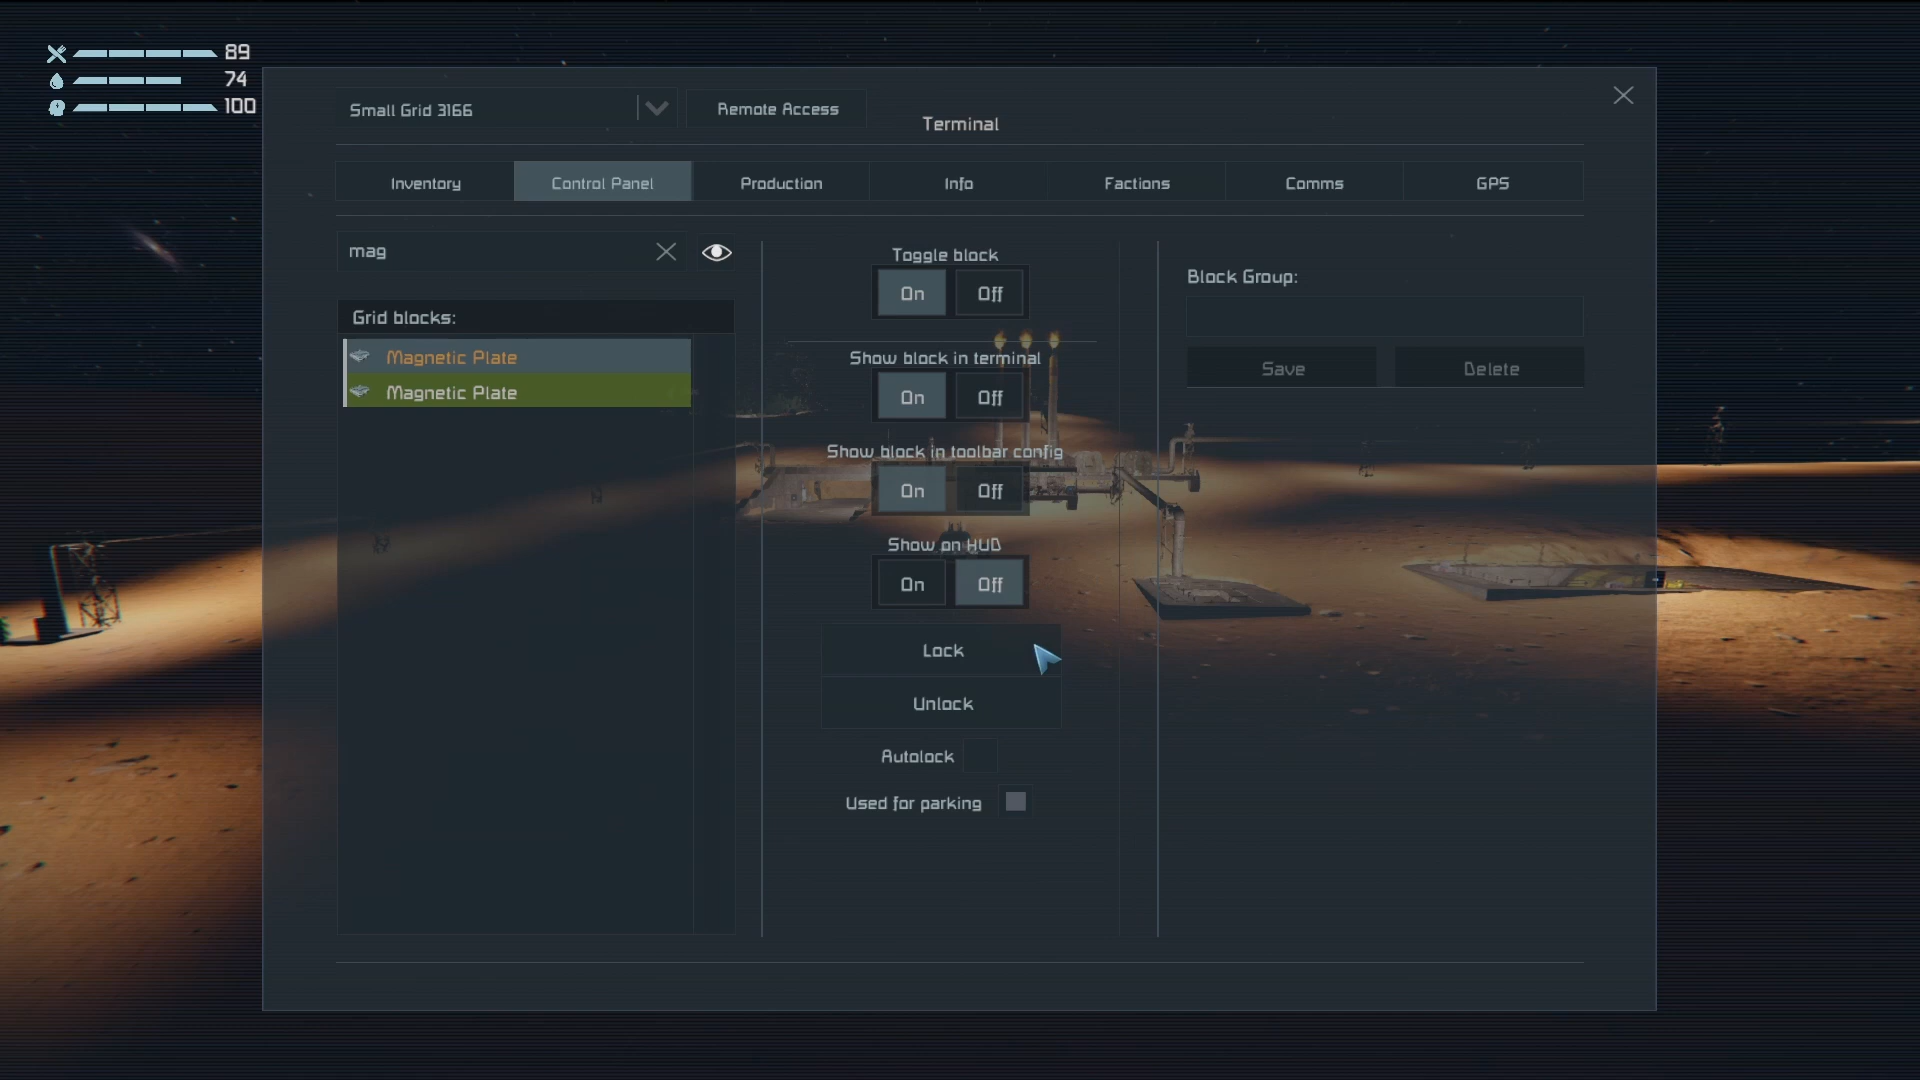 89
74
100
Small Grid 3166
Remote Access
Terminal
Inventory
Control Panel
Production
Info
Factions
Comms
GPS
mag
Grid blocks:
Magnetic Plate
Magnetic Plate
Toggle block
On
Off
Show block in terminal
On
Off
Show block in toolbar config
On
Off
Show on HUD
On
Off
Lock
Unlock
Autolock
Used for parking
Block Group:
Save
Delete